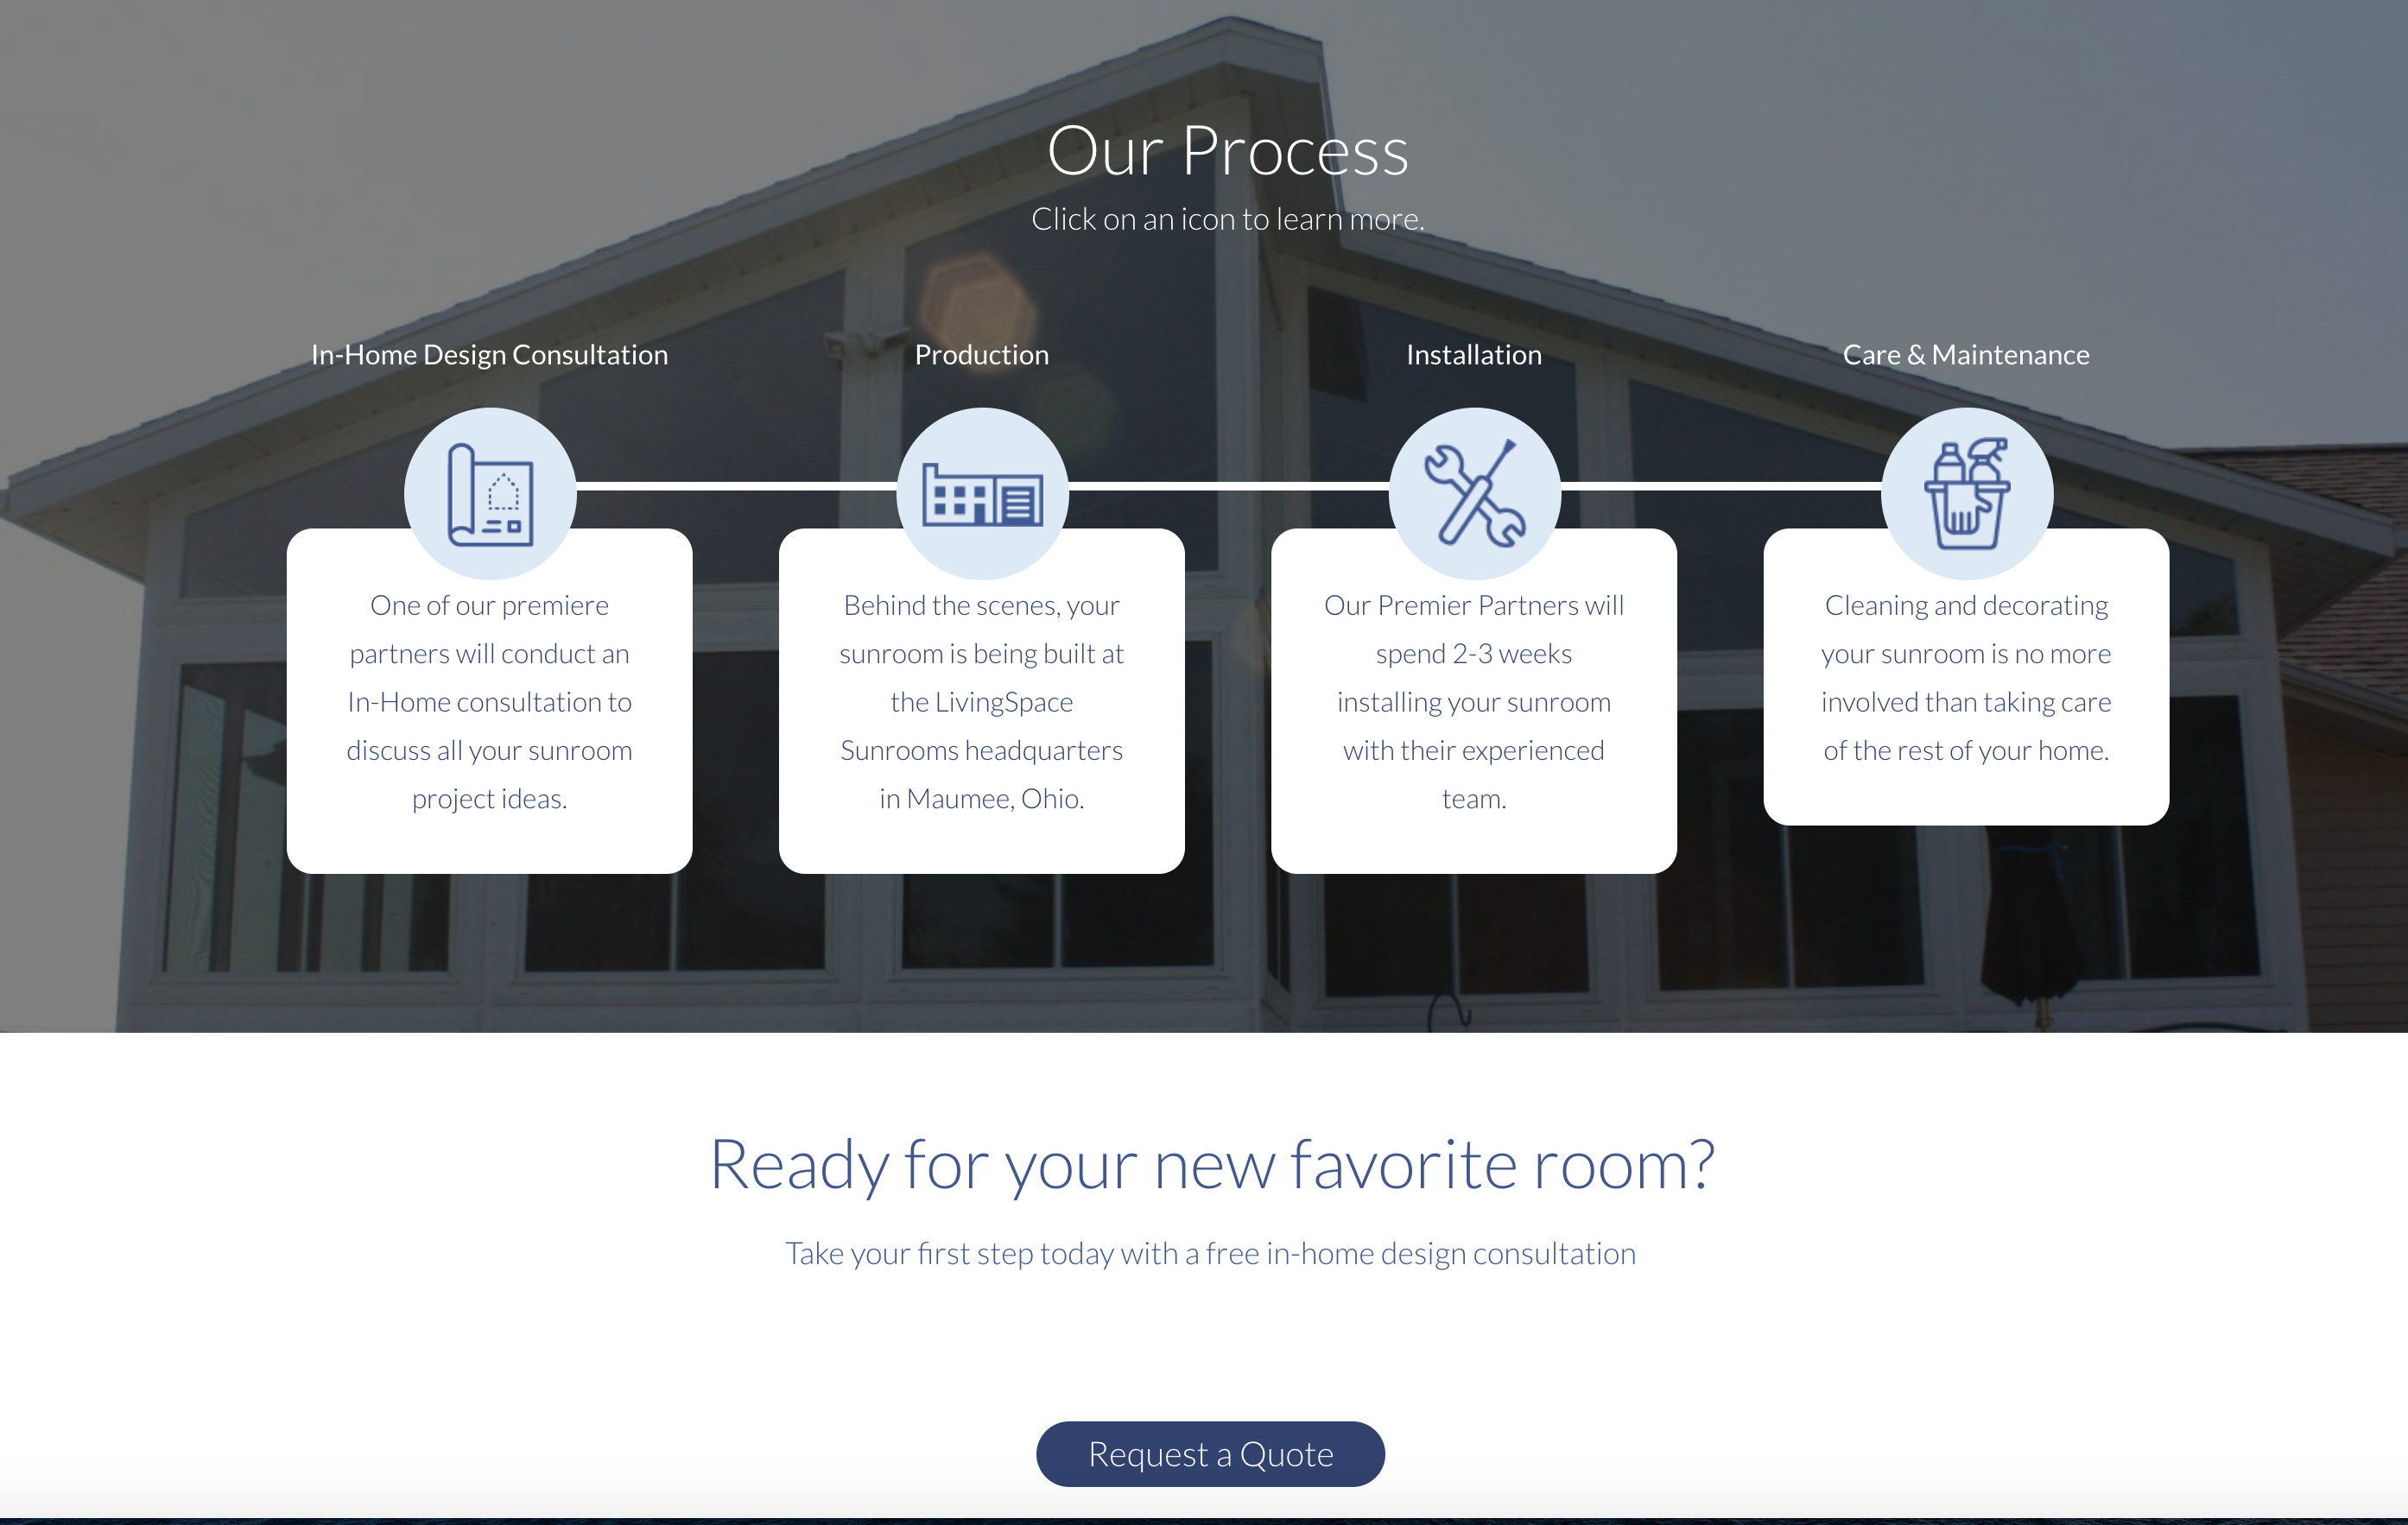 Our Process
Click on an icon to learn more.
In-Home Design Consultation
Production
Installation
Care & Maintenance
One of our premiere
partners will conduct an
In-Home consultation to
discuss all your sunroom
project ideas.
Behind the scenes, your
sunroom is being built at
the LivingSpace
Sunrooms headquarters
in Maumee, Ohio.
Our Premier Partners will
spend 2-3 weeks
installing your sunroom
with their experienced
team.
Cleaning and decorating
your sunroom is no more
involved than taking care
of the rest of your home.
Ready for your new favorite room?
Take your first step today with a free in-home design consultation
Request a Quote